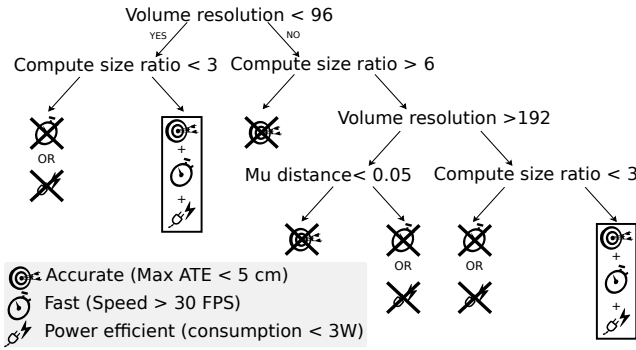 Volume resolution < 96
YES
NO
Compute size ratio < 3
Compute size ratio > 6
Volume resolution >192
OR
+
+
Mu distance< 0.05
Compute size ratio < 3
OR
OR
+
+
Accurate (Max ATE < 5 cm)
Fast (Speed > 30 FPS)
Power efficient (consumption < 3W)